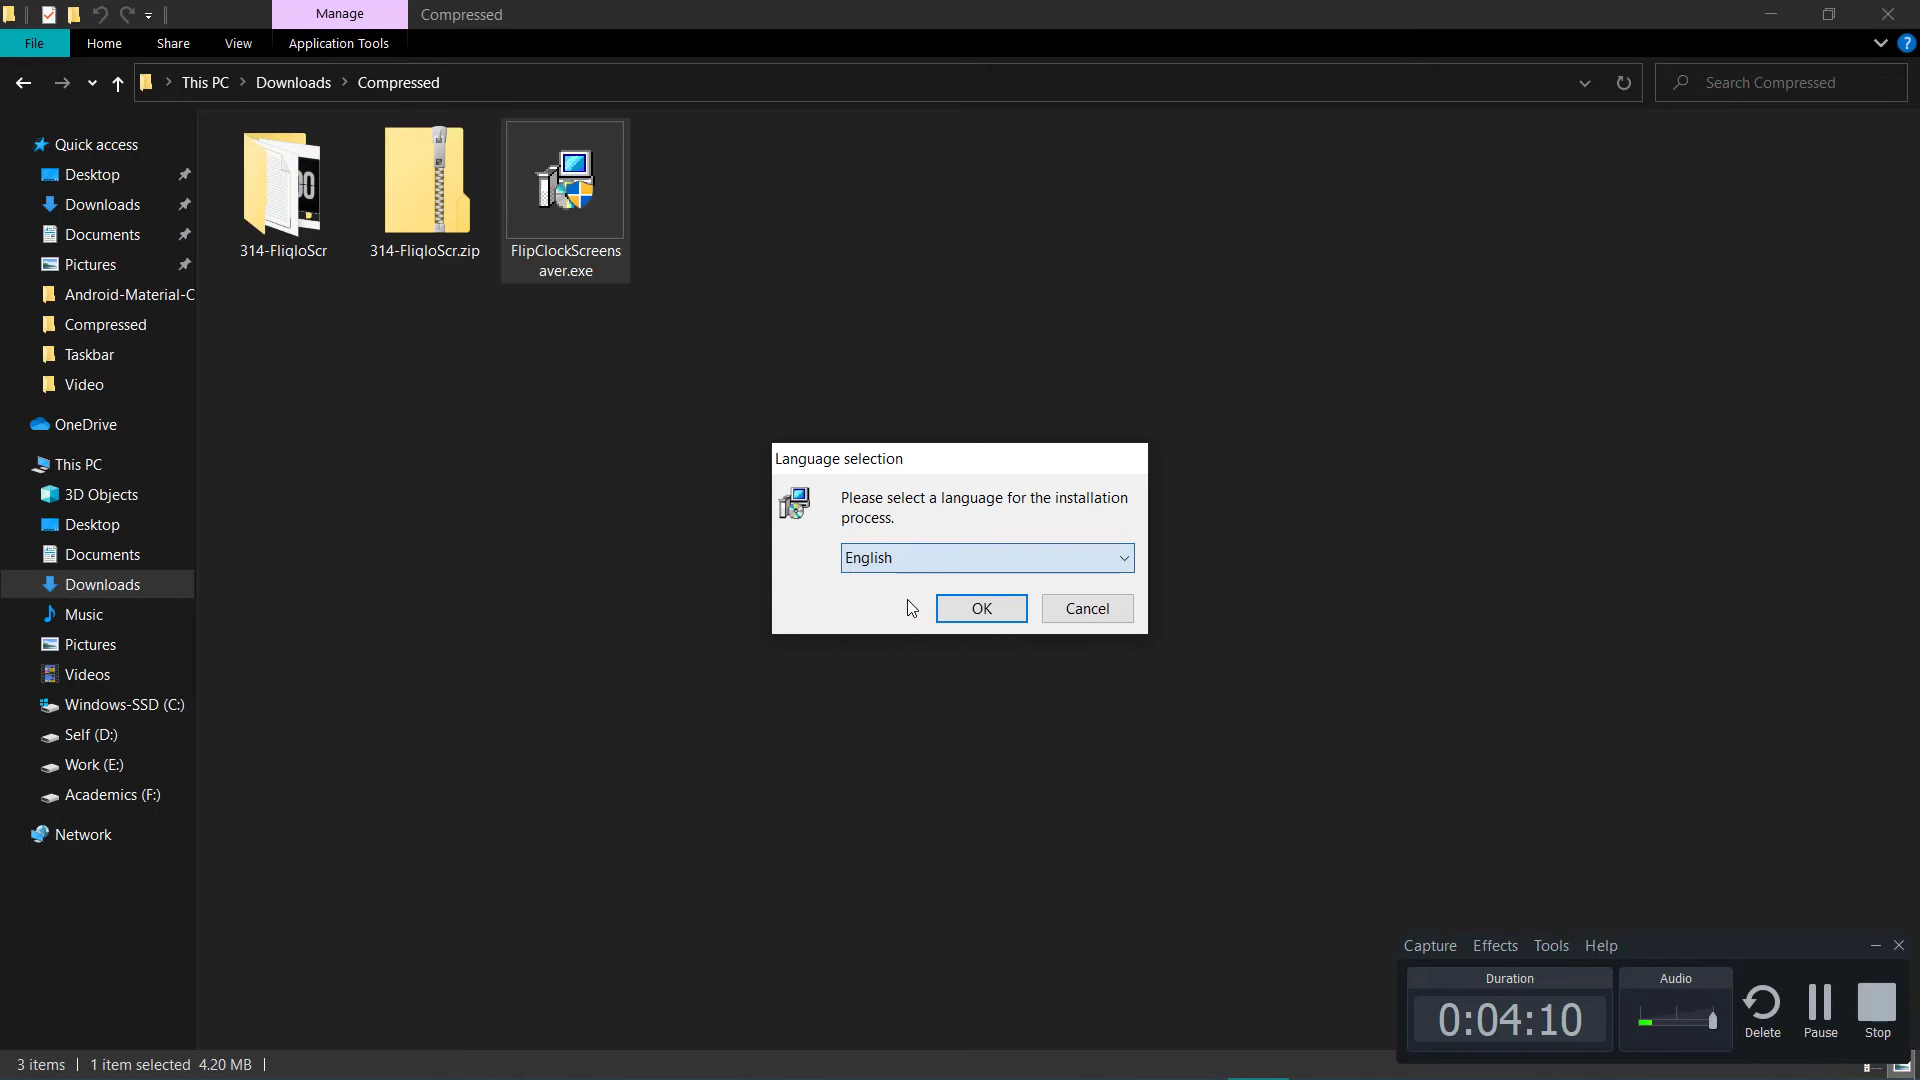 Manage
Compressed
File
Home
Share
View
Application Tools
This PC
Downloads
Compressed
Search Compressed
Quick access
Desktop
Downloads
Documents
Pictures
Android-Material-C
Compressed
Taskbar
Video
OneDrive
This PC
3D Objects
Desktop
Documents
Downloads
Music
Pictures
Videos
Windows-SSD (C:)
Self (D:)
Work (E:)
Academics (F:)
Network
314-FliqloScr
314-FliqloScr.zip
FlipClockScreens
aver.exe
Language selection
Please select a language for the installation
process.
English
OK
Cancel
Capture Effects Tools Help
Duration
Audio
0:04:10
Delete
Pause
Stop
3 items
1 item selected 4.20 MB